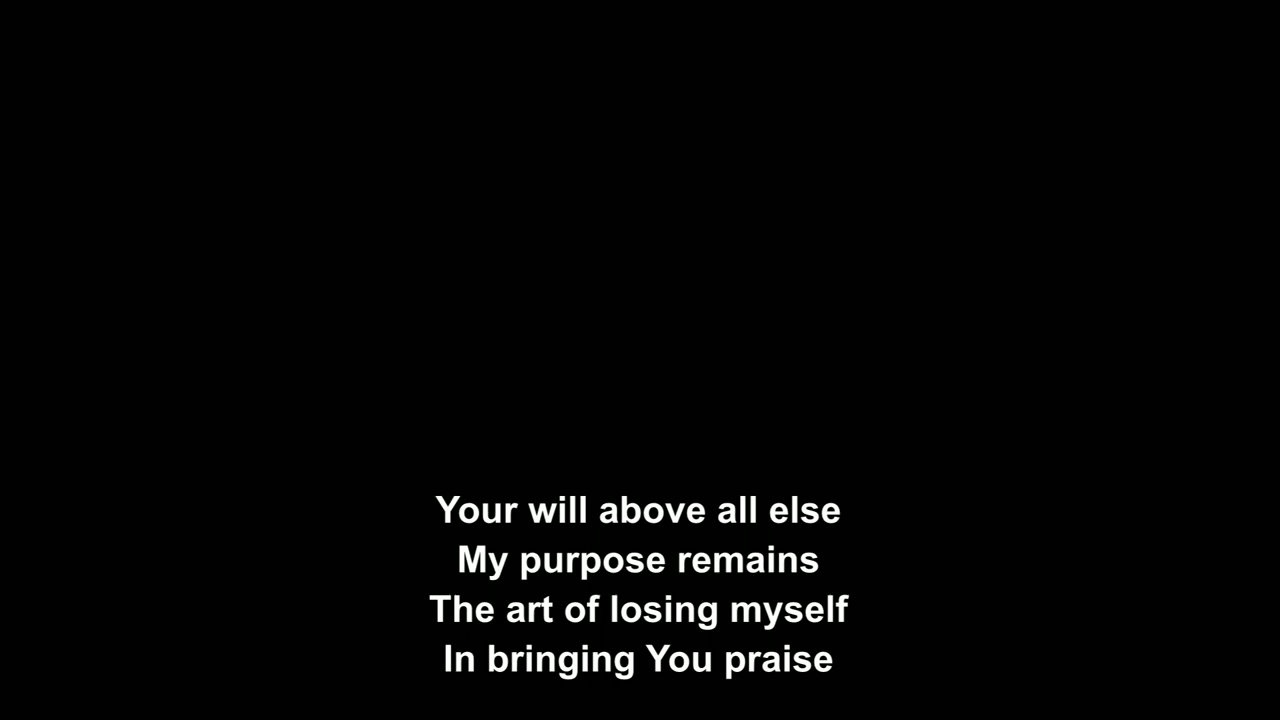 Your will above all else
My purpose remains
The art of losing myself
In bringing You praise